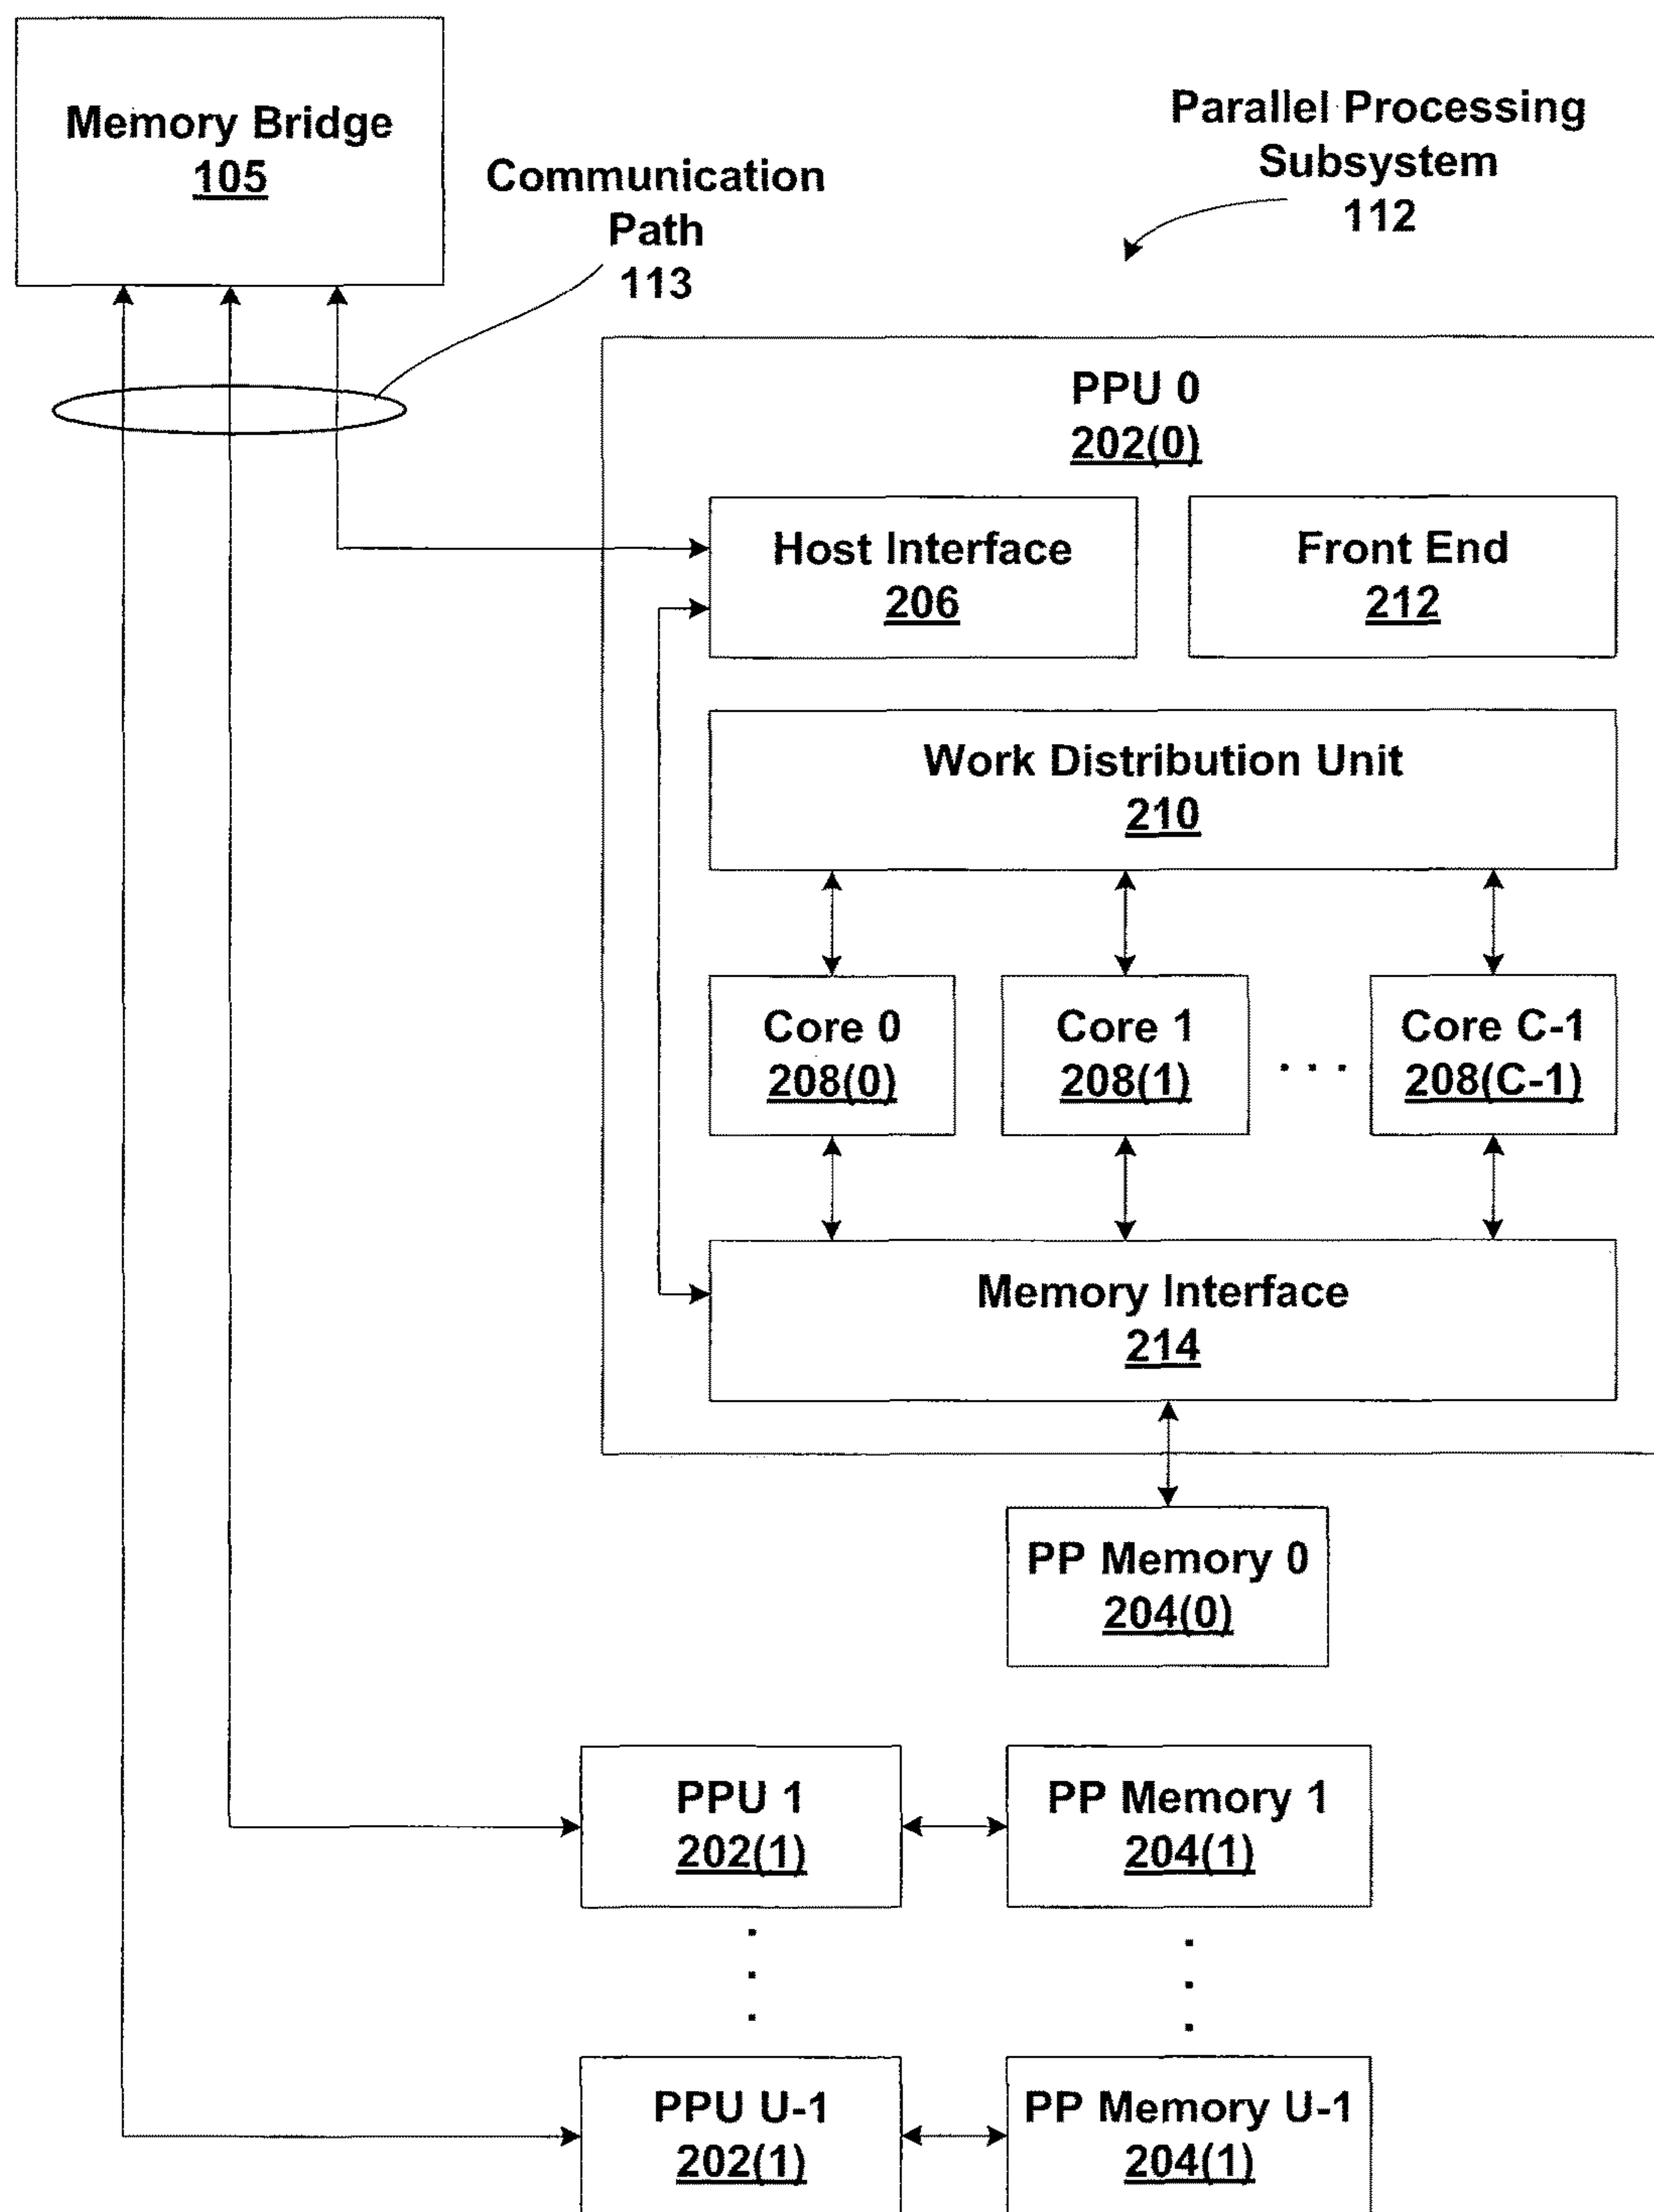 Memory Bridge
105
Communication
Path
113
Parallel Processing
Subsystem
112
PPU 0
202(0)
Host Interface
206
Front End
212
Work Distribution Unit
210
Core 0
208(0)
Core 1
208(1)
. . .
Core C-1
208(C-1)
Memory Interface
214
PP Memory 0
204(0)
PPU 1
202(1)
PP Memory 1
204(1)
PPU U-1
202(1)
PP Memory U-1
204(1)